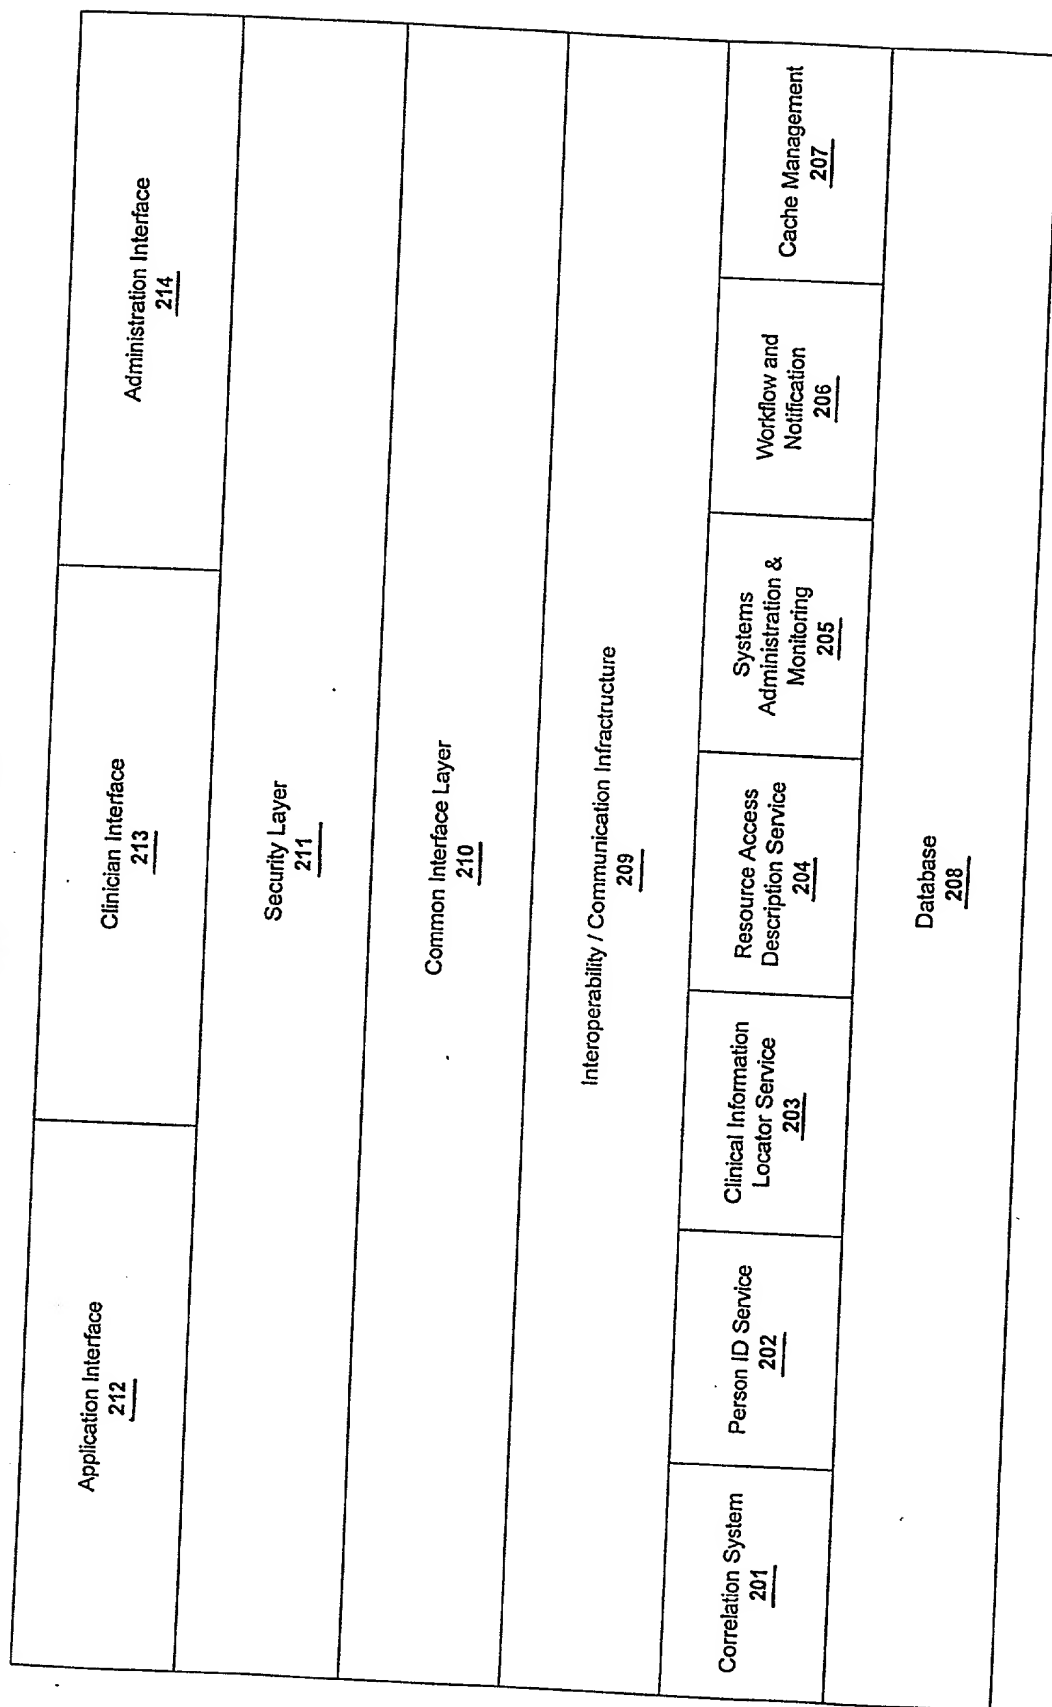 Application Interface
212
Clinician Interface
213
Administration Interface
214
Security Layer
211
Common Interface Layer
210
Interoperability / Communication Infractructure
209
Correlation System
201
Person ID Service
202
Clinical Information
Locator Service
203
Resource Access
Description Service
204
Systems
Administration &
Monitoring
205
Workflow and
Notification
206
Cache Management
207
Database
208